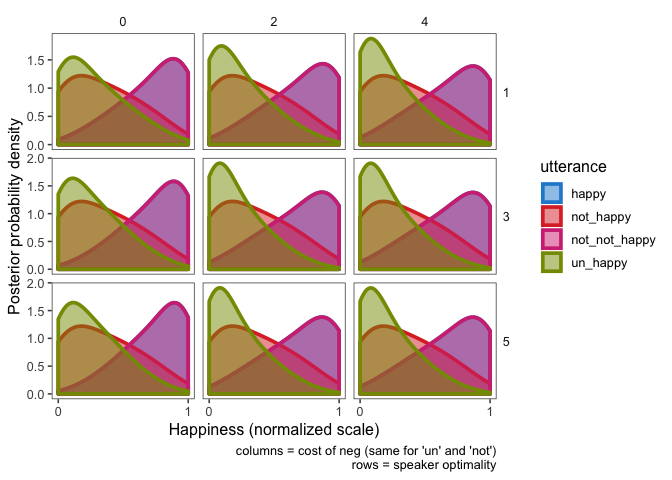 0 2 4
Posterior probability density
0.0 0.5 1.0 1.5
1
0.0 0.5 1.0 1.5 2.0
3
0.0 0.5 1.0 1.5 2.0
5
0 1 0 1 0 1
Happiness (normalized scale)
columns = cost of neg (same for 'un' and 'not')
rows = speaker optimality
utterance
happy
not_happy
not_not_happy
un_happy